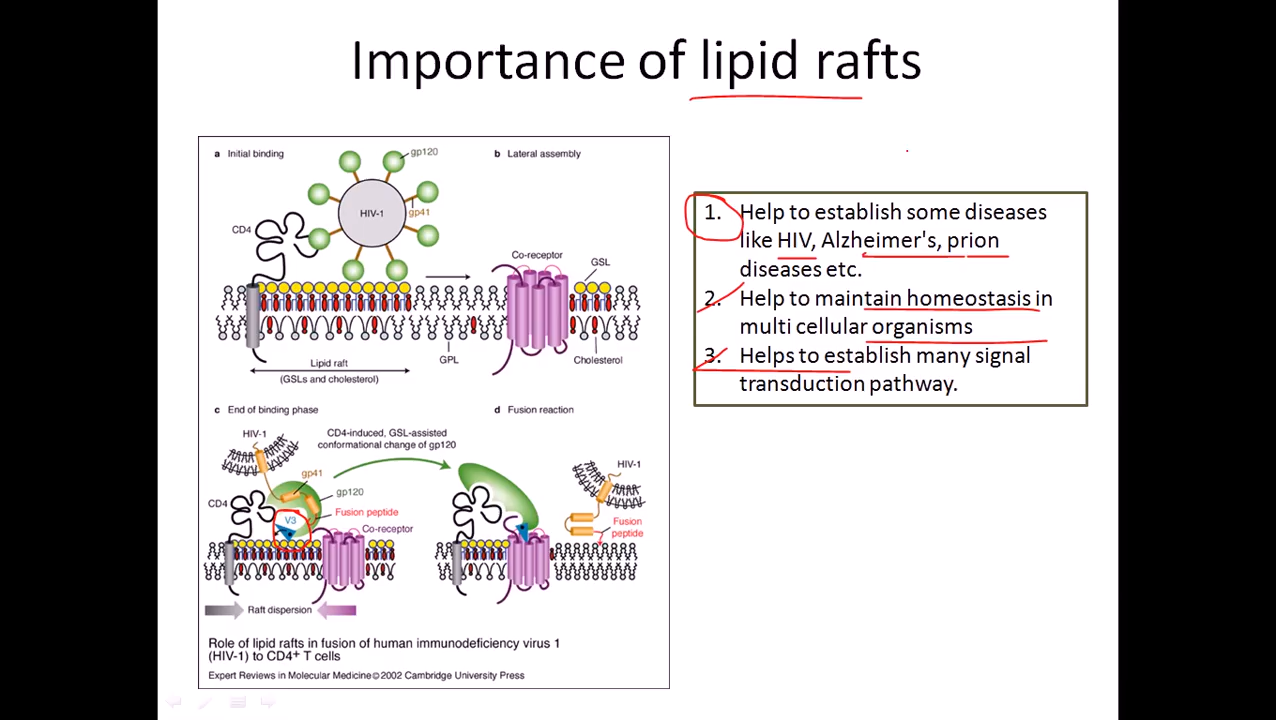 Importance of lipid rafts
a Initial binding
gp120
HIV-1
gp41
CD4
Lipid raft
(GSLs and cholesterol)
b Lateral assembly
Co-receptor
GSL
GPL
Cholesterol
c End of binding phase
HIV-1
CD4-induced, GSL-assisted
conformational change of gp120
gp41
gp120
CD4
V3
Fusion peptide
Co-receptor
Raft dispersion
d Fusion reaction
HIV-1
Fusion
peptide
Role of lipid rafts in fusion of human immunodeficiency virus 1
(HIV-1) to CD4+ T cells
Expert Reviews in Molecular Medicine©2002 Cambridge University Press
1. Help to establish some diseases
like HIV, Alzheimer's, prion
diseases etc.
2. Help to maintain homeostasis in
multi cellular organisms
3. Helps to establish many signal
transduction pathway.